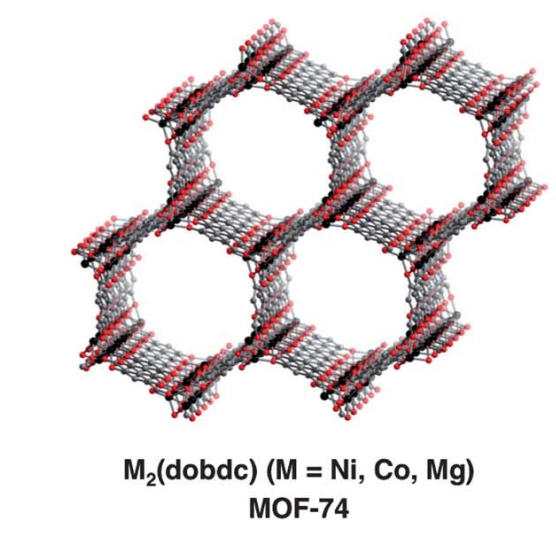 M₂(dobdc) (M = Ni, Co, Mg)
MOF-74